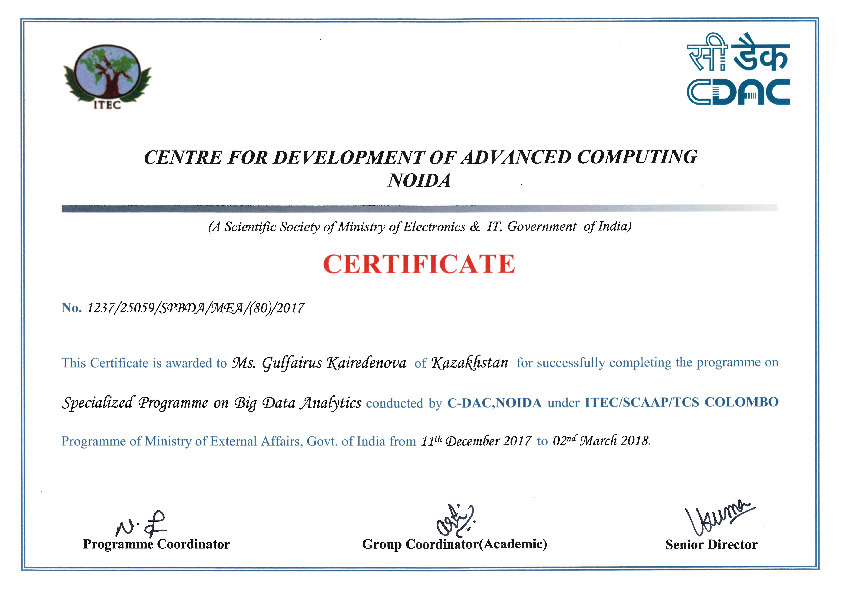 ITEC
सी डैक
CDAC
CENTRE FOR DEVELOPMENT OF ADVANCED COMPUTING
NOIDA
(A Scientific Society of Ministry of Electronics & IT, Government of India)
CERTIFICATE
No. 1237/25059/SPBDA/MEA/(80)/2017
This Certificate is awarded to Ms. Gulfairus Kairedenova of Kazakhstan for successfully completing the programme on
Specialized Programme on Big Data Analytics conducted by C-DAC,NOIDA under ITEC/SCAAP/TCS COLOMBO
Programme of Ministry of External Affairs, Govt. of India from 11th December 2017 to 02nd March 2018.
Programme Coordinator
Group Coordinator(Academic)
Senior Director